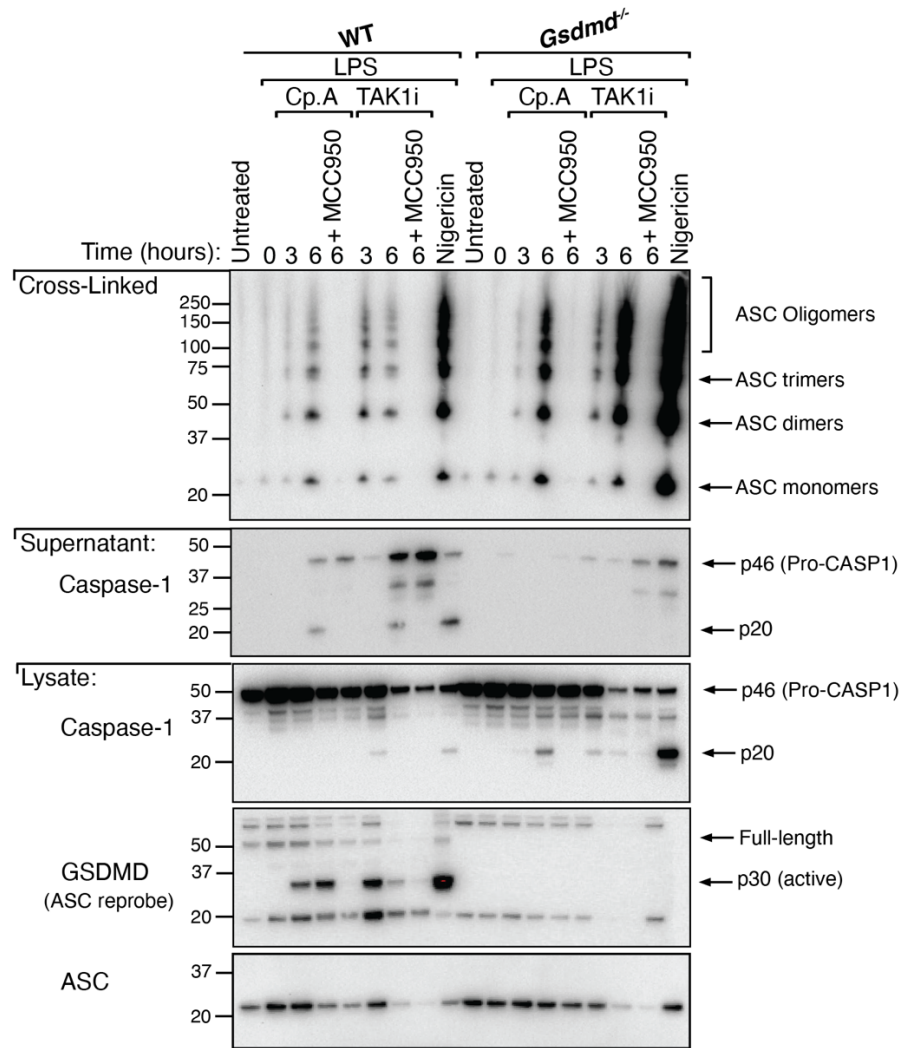 WT Gsdmd-/-
LPS LPS
Cp.A TAK1i Cp.A TAK1i
Untreated + MCC950 + MCC950 Nigericin Untreated + MCC950 + MCC950 Nigericin
Time (hours): 0 3 6 6 3 6 6 0 3 6 6 3 6 6
Cross-Linked
250
150
100
75
50
37
20
ASC Oligomers
ASC trimers
ASC dimers
ASC monomers
Supernatant:
Caspase-1
50
37
25
20
p46 (Pro-CASP1)
p20
Lysate:
Caspase-1
50
37
20
p46 (Pro-CASP1)
p20
GSDMD
(ASC reprobe)
50
37
20
Full-length
p30 (active)
ASC
37
20